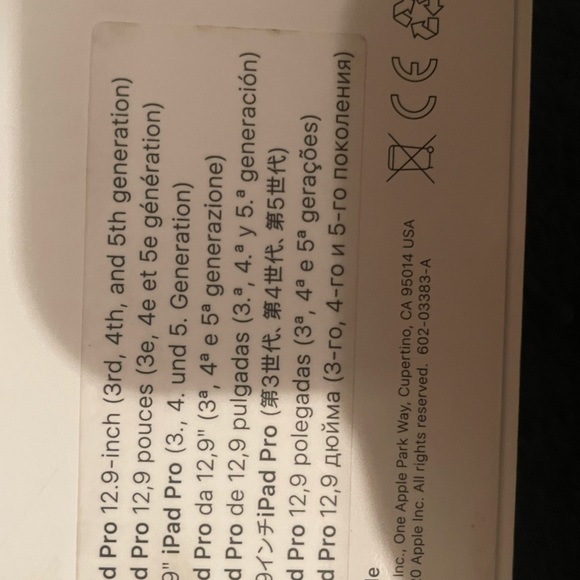 d Pro 12.9-inch (3rd, 4th, and 5th generation)
d Pro 12,9 pouces (3e, 4e et 5e génération)
9" iPad Pro (3., 4. und 5. Generation)
d Pro da 12,9" (3ª, 4ª e 5ª generazione)
d Pro de 12,9 pulgadas (3.ª, 4.ª y 5.ª generación)
9インチiPad Pro (第3世代、第4世代、第5世代)
d Pro 12,9 polegadas (3ª, 4ª e 5ª gerações)
d Pro 12,9 дюйма (3-го, 4-го и 5-го поколения)
le
Inc., One Apple Park Way, Cupertino, CA 95014 USA
0 Apple Inc. All rights reserved. 602-03383-A
CE